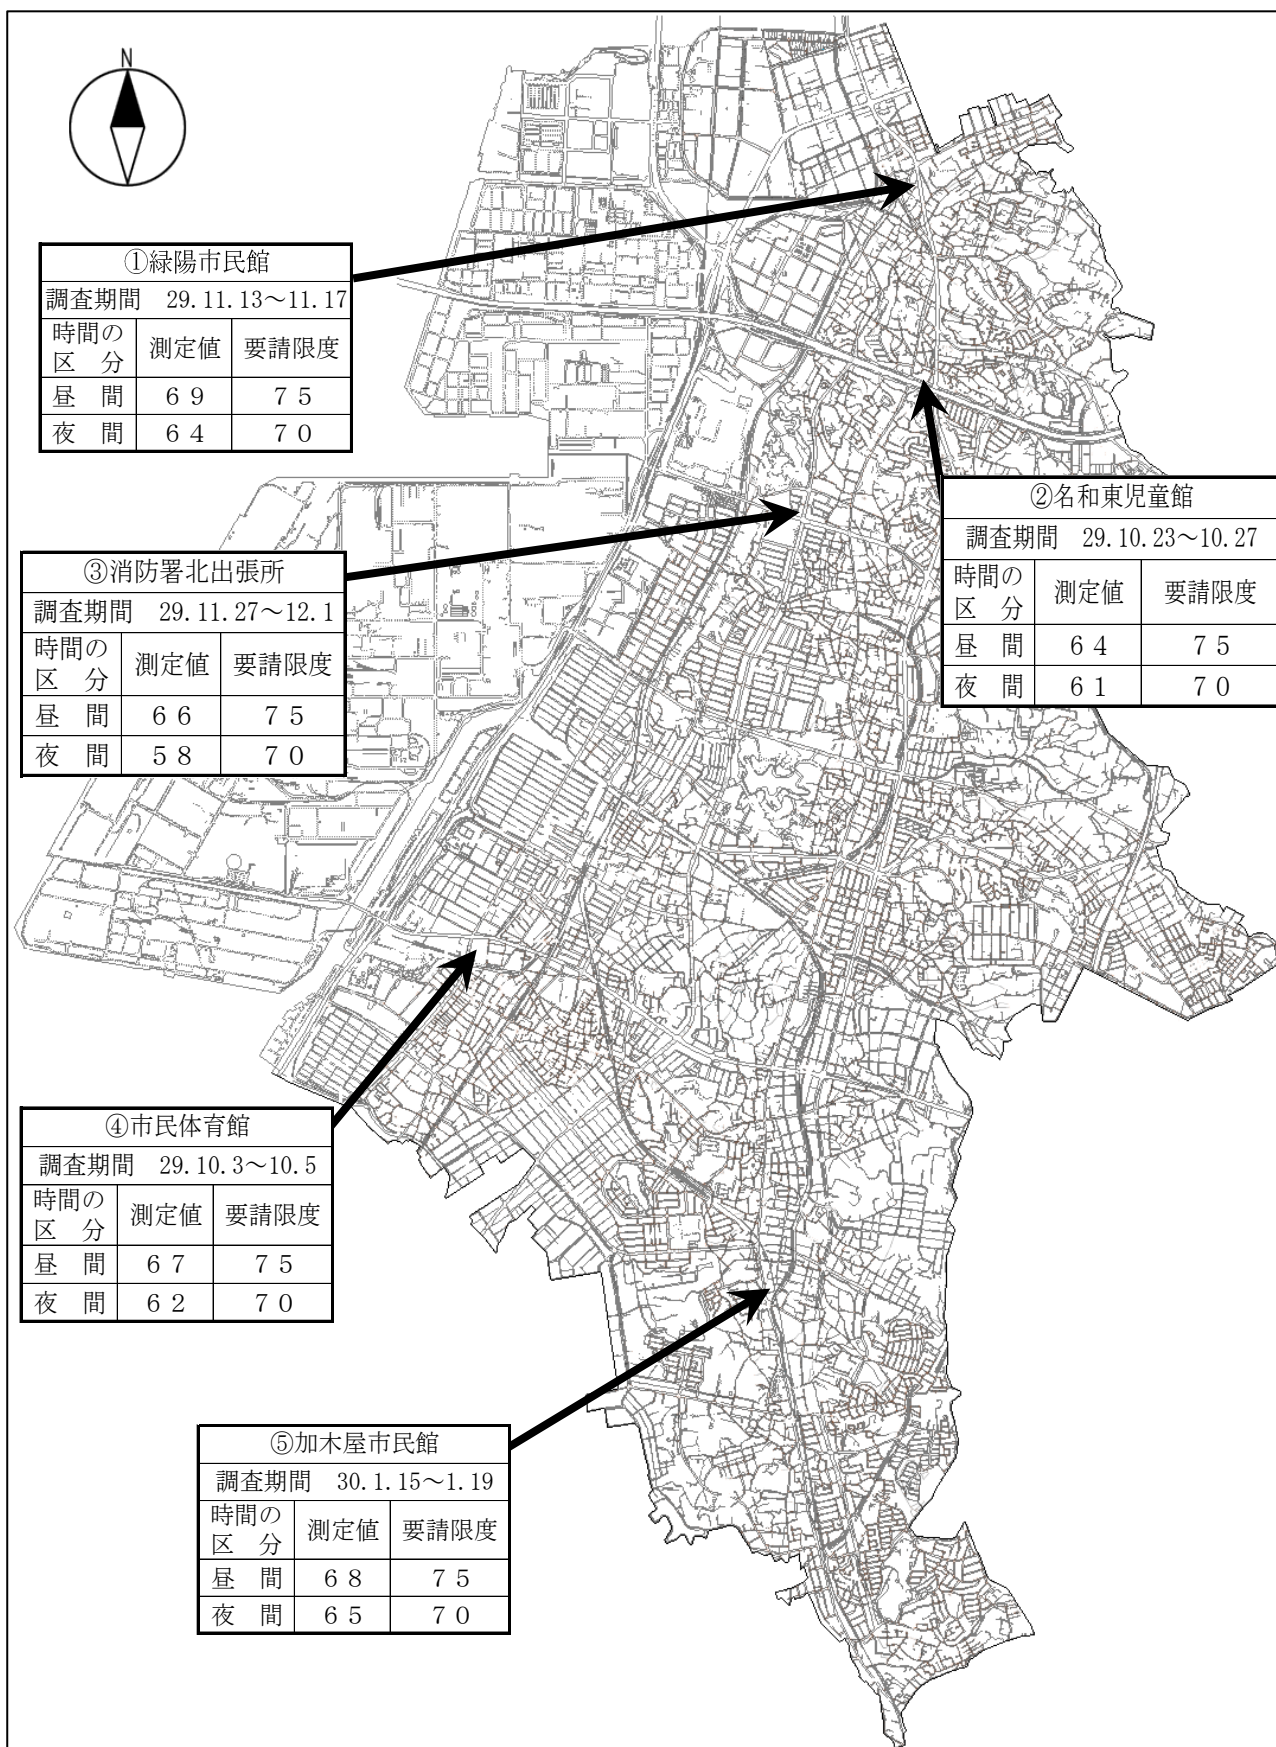 N
①緑陽市民館
調査期間 29.11.13～11.17
時間の区分 測定値 要請限度
昼間 69 75
夜間 64 70
②名和東児童館
調査期間 29.10.23～10.27
時間の区分 測定値 要請限度
昼間 64 75
夜間 61 70
③消防署北出張所
調査期間 29.11.27～12.1
時間の区分 測定値 要請限度
昼間 66 75
夜間 58 70
④市民体育館
調査期間 29.10.3～10.5
時間の区分 測定値 要請限度
昼間 67 75
夜間 62 70
⑤加木屋市民館
調査期間 30.1.15～1.19
時間の区分 測定値 要請限度
昼間 68 75
夜間 65 70